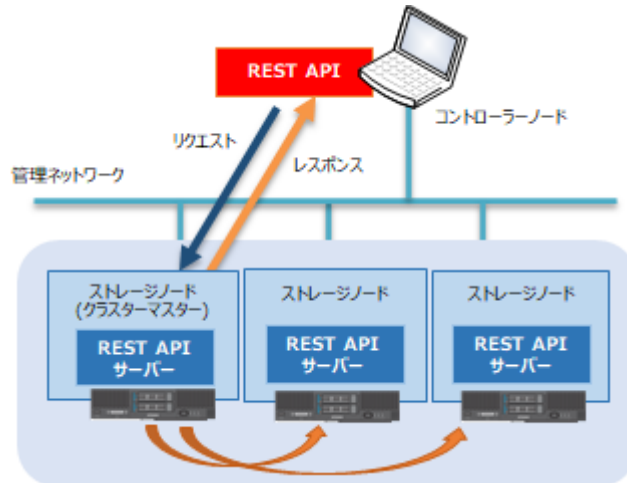 REST API
コントローラーノード
リクエスト
レスポンス
管理ネットワーク
ストレージノード
(クラスターマスター)
REST API
サーバー
ストレージノード
REST API
サーバー
ストレージノード
REST API
サーバー